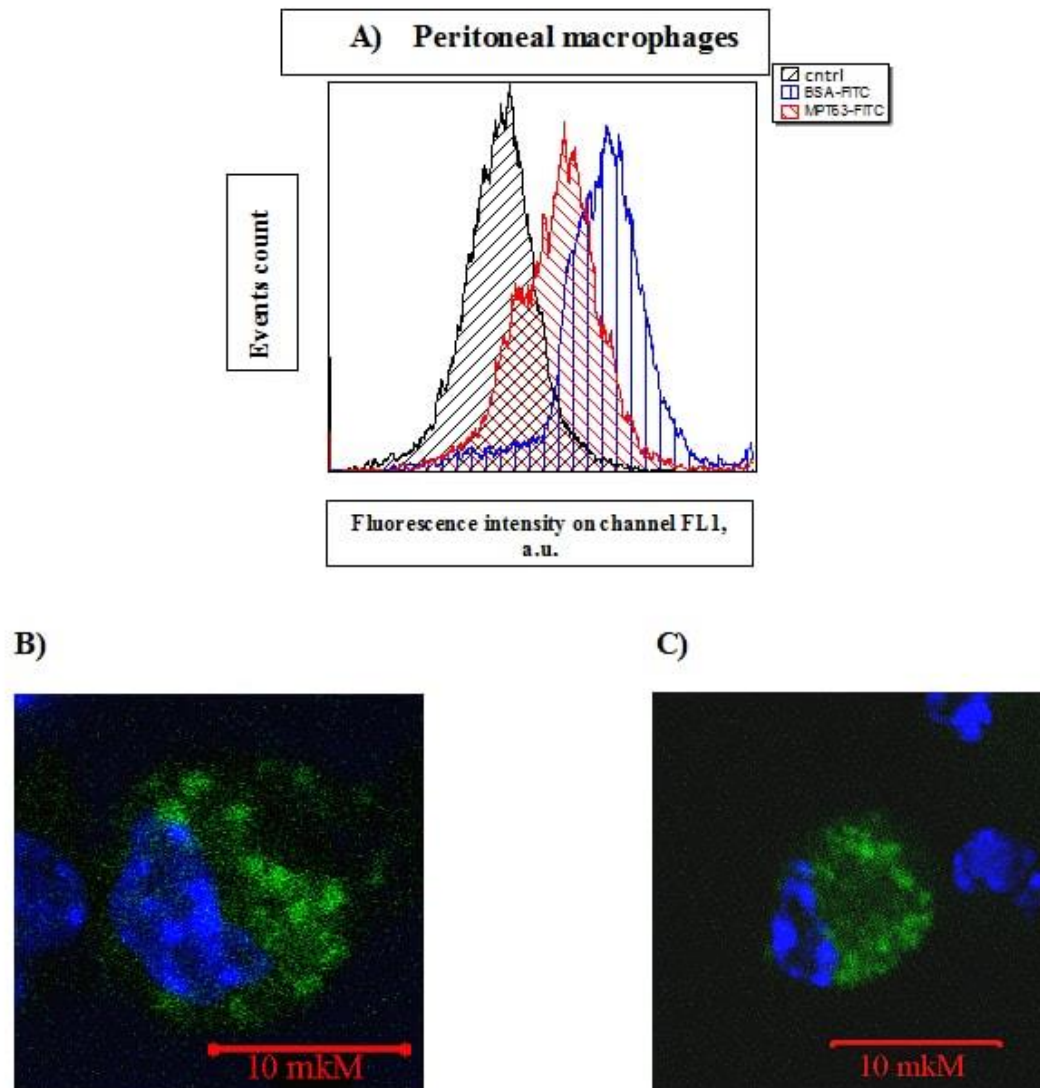 A) Peritoneal macrophages
cntrl
BSA-FITC
MPT63-FITC
Events count
Fluorescence intensity on channel FL1,
a.u.
B)
C)
10 mkM
10 mkM